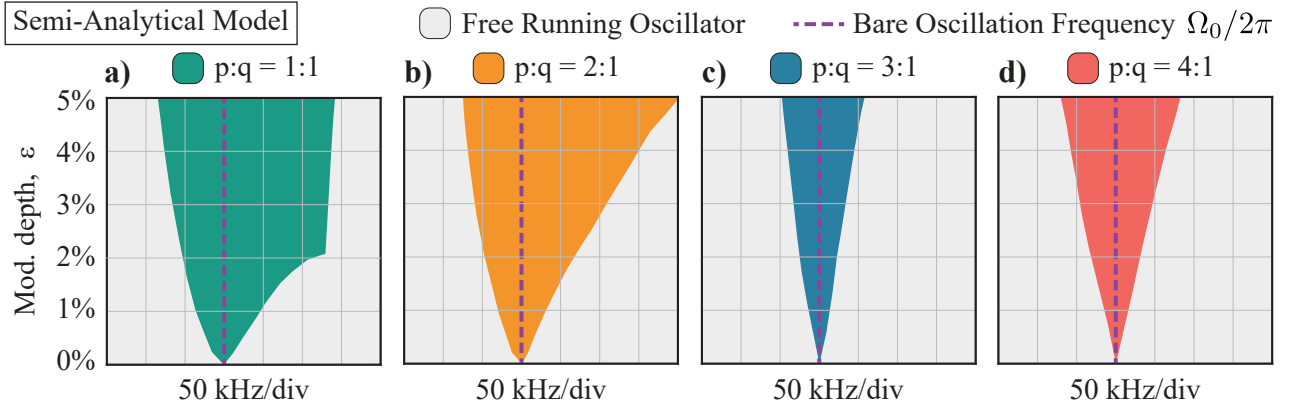 Semi-Analytical Model
Free Running Oscillator
Bare Oscillation Frequency Ω₀/2π
a) p:q = 1:1
b) p:q = 2:1
c) p:q = 3:1
d) p:q = 4:1
Mod. depth, ε
5%
4%
3%
2%
1%
0%
50 kHz/div
50 kHz/div
50 kHz/div
50 kHz/div